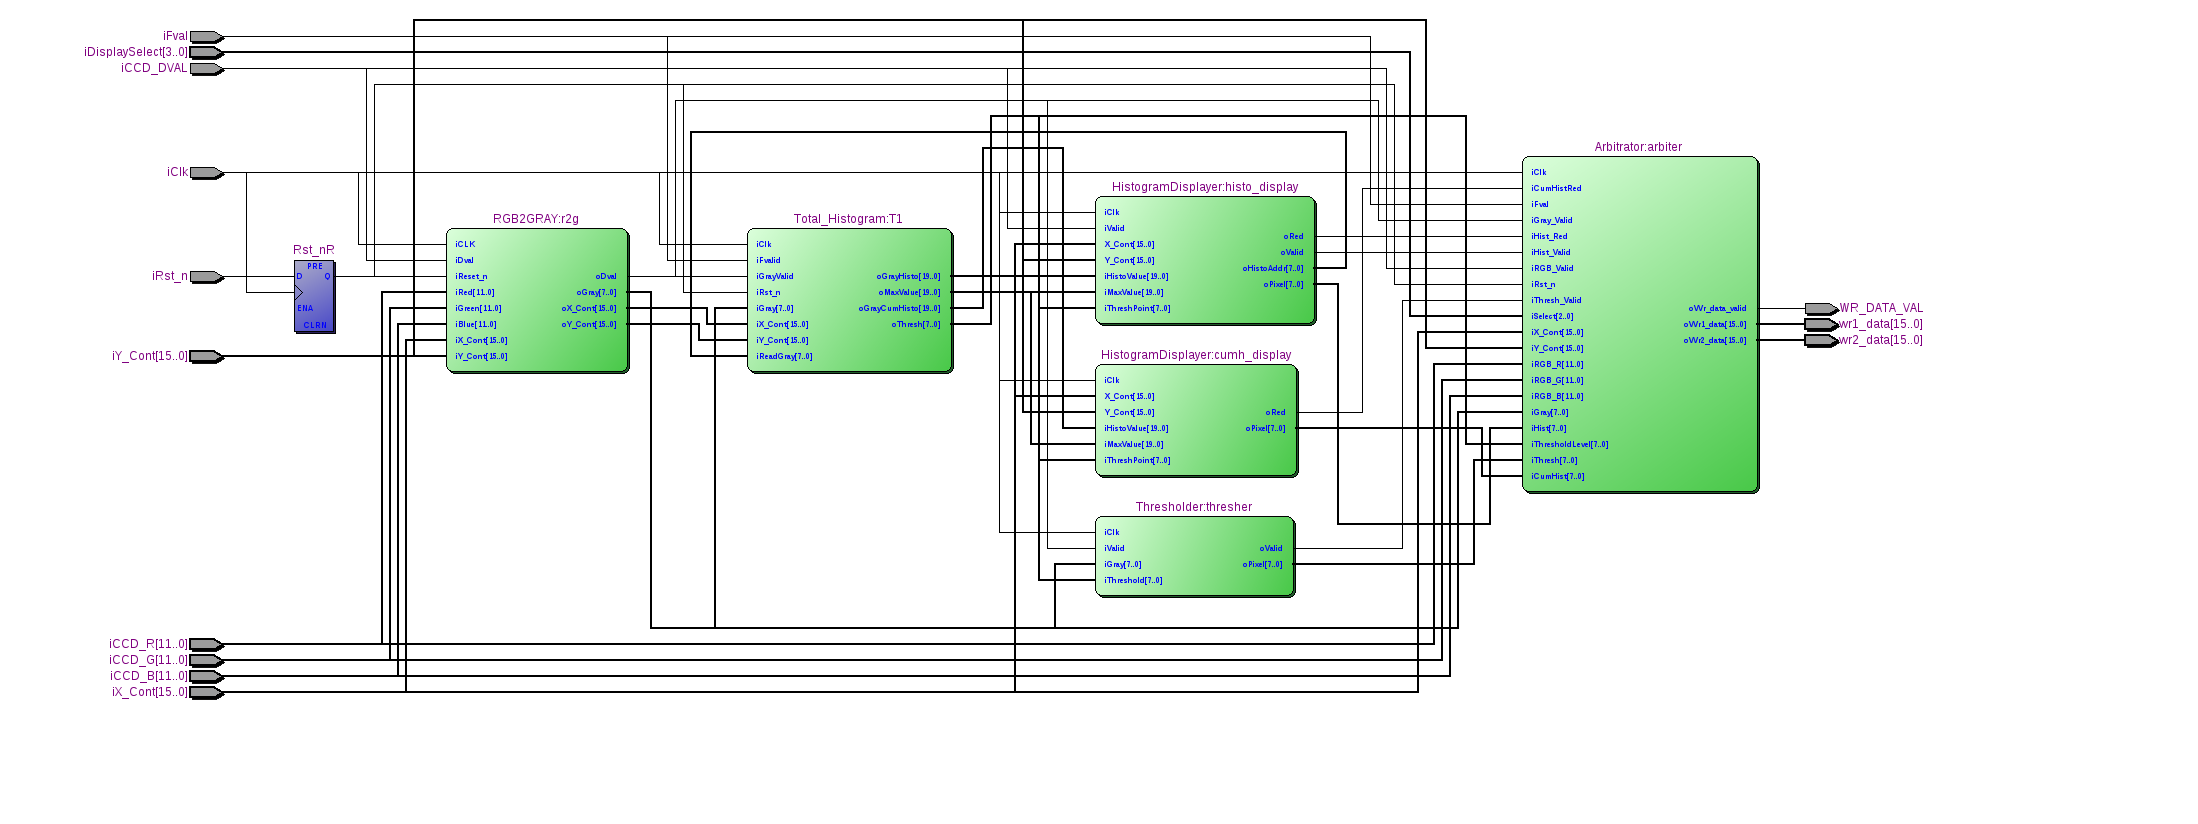 iFval
iDisplaySelect[3..0]
iCCD_DVAL
iClk
iRst_n
iY_Cont[15..0]
iCCD_R[11..0]
iCCD_G[11..0]
iCCD_B[11..0]
iX_Cont[15..0]
Rst_nR
PRE
D Q
ENA
CLRN
RGB2GRAY:r2g
iCLK
iDval
iReset_n oDval
iRed[11..0] oGray[7..0]
iGreen[11..0] oX_Cont[15..0]
iBlue[11..0] oY_Cont[15..0]
iX_Cont[15..0]
iY_Cont[15..0]
Total_Histogram:T1
iClk
iFvalid
iGrayValid oGrayHisto[19..0]
iRst_n oMaxValue[19..0]
iGray[7..0] oGrayCumHisto[19..0]
iX_Cont[15..0] oThresh[7..0]
iY_Cont[15..0]
iReadGray[7..0]
HistogramDisplayer:histo_display
iClk
iValid oRed
X_Cont[15..0] oValid
Y_Cont[15..0] oHistoAddr[7..0]
iHistoValue[19..0] oPixel[7..0]
iMaxValue[19..0]
iThreshPoint[7..0]
HistogramDisplayer:cumh_display
iClk
X_Cont[15..0]
Y_Cont[15..0] oRed
iHistoValue[19..0] oPixel[7..0]
iMaxValue[19..0]
iThreshPoint[7..0]
Thresholder:thresher
iClk
iValid oValid
iGray[7..0] oPixel[7..0]
iThreshold[7..0]
Arbitrator:arbiter
iClk
iCumHistRed
iFval
iGray_Valid
iHist_Red
iHist_Valid
iRGB_Valid
iRst_n
iThresh_Valid oWr_data_valid
iSelect[2..0] oWr1_data[15..0]
iX_Cont[15..0] oWr2_data[15..0]
iY_Cont[15..0]
iRGB_R[11..0]
iRGB_G[11..0]
iRGB_B[11..0]
iGray[7..0]
iHist[7..0]
iThresholdLevel[7..0]
iThresh[7..0]
iCumHist[7..0]
WR_DATA_VAL
wr1_data[15..0]
wr2_data[15..0]